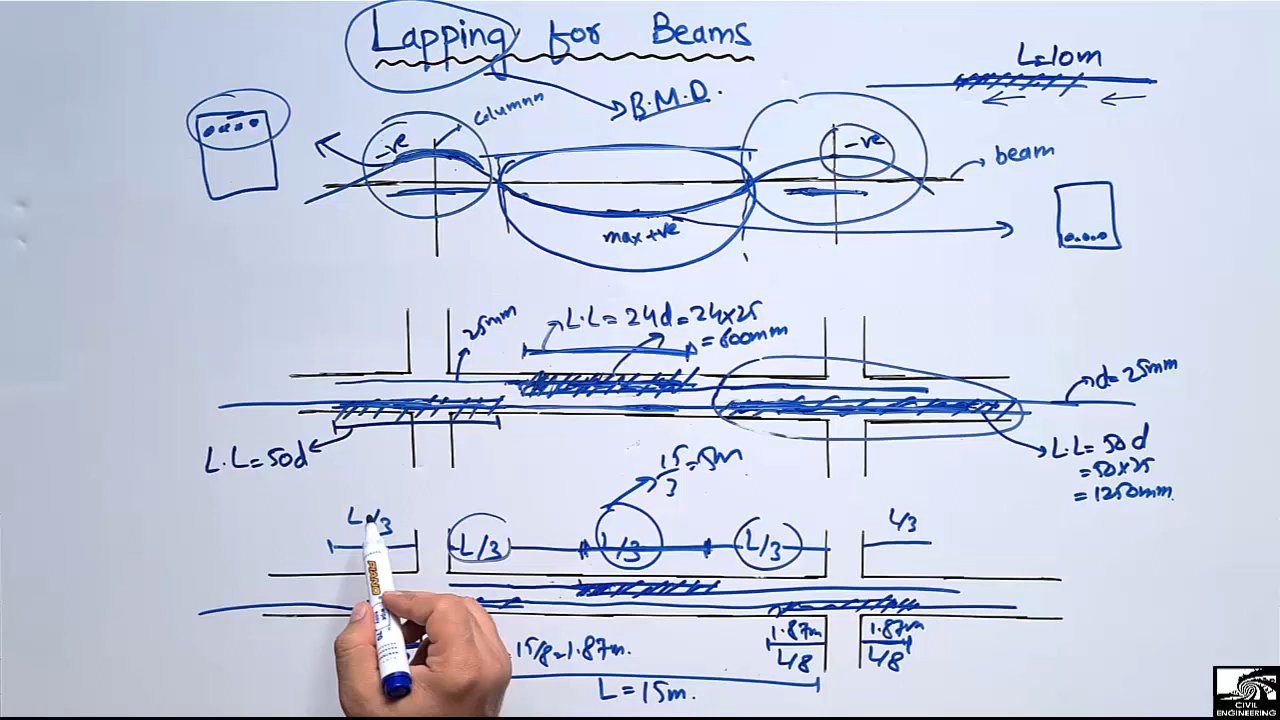 Lapping for Beams
B.M.D.
L=10m
column
-ve
-ve
beam
max +ve
25mm
L.L= 24d = 24x25
= 600mm
d=25mm
L.L=50d
L.L= 50 d
= 50x25
= 1250mm.
15/3=5m
L/3
L/3
L/3
L/3
L/3
1.87m
L/8
1.87m
L/8
15/8=1.87m.
L=15m.
PIANO
CIVIL
ENGINEERING